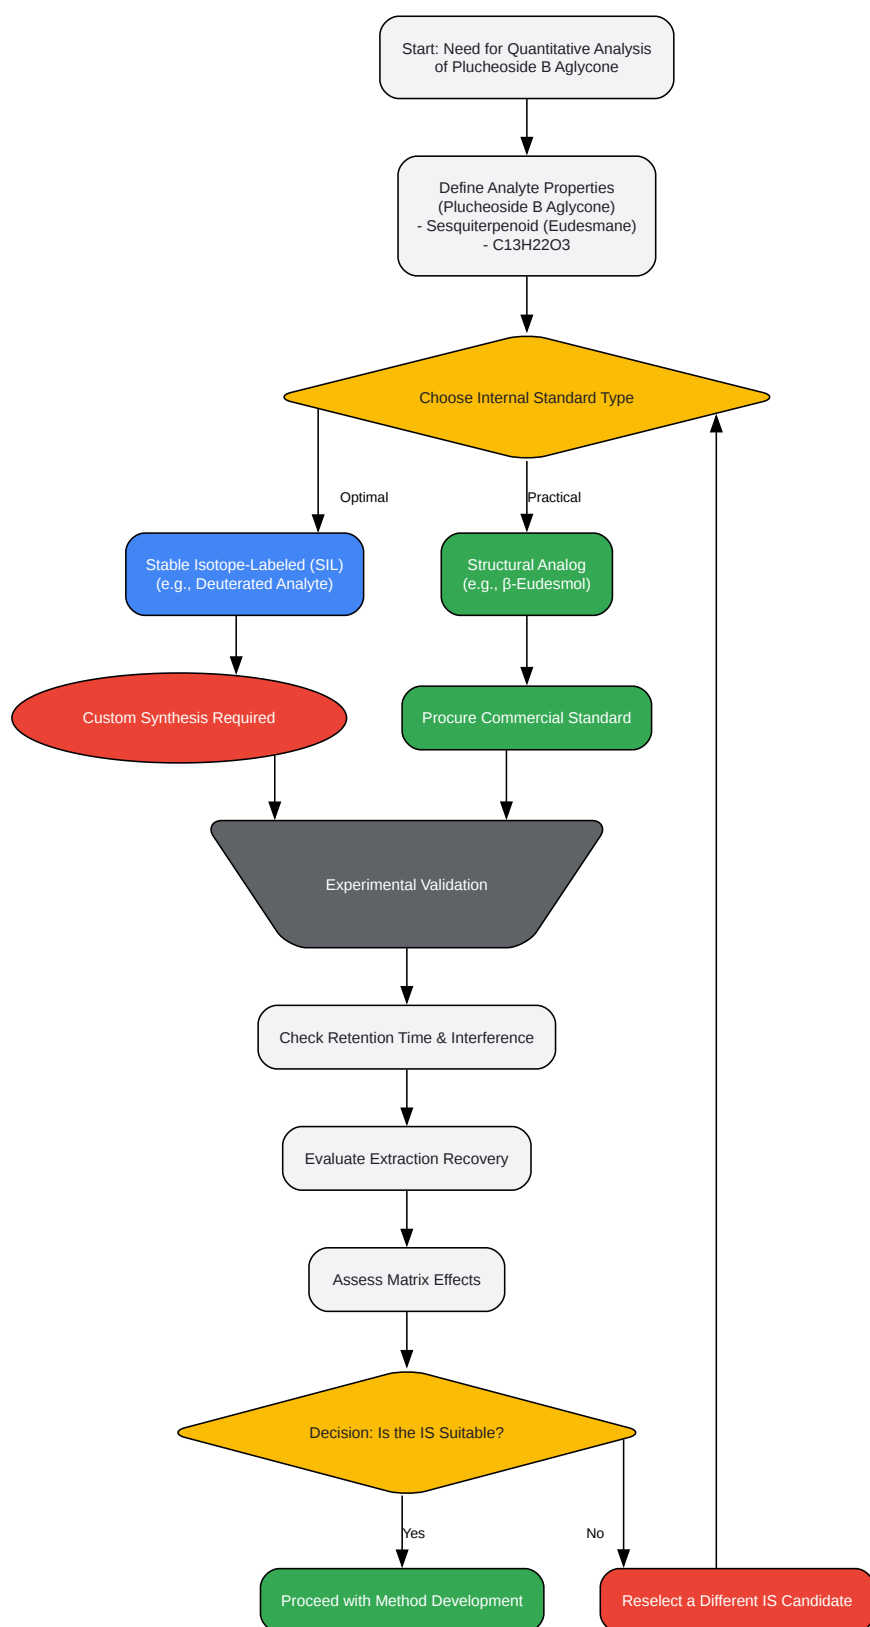 Start: Need for Quantitative Analysis
of Plucheoside B Aglycone
Define Analyte Properties
(Plucheoside B Aglycone)
- Sesquiterpenoid (Eudesmane)
- C13H22O3
Choose Internal Standard Type
Optimal
Practical
Stable Isotope-Labeled (SIL)
(e.g., Deuterated Analyte)
Structural Analog
(e.g., β-Eudesmol)
Custom Synthesis Required
Procure Commercial Standard
Experimental Validation
Check Retention Time & Interference
Evaluate Extraction Recovery
Assess Matrix Effects
Decision: Is the IS Suitable?
Yes
No
Proceed with Method Development
Reselect a Different IS Candidate